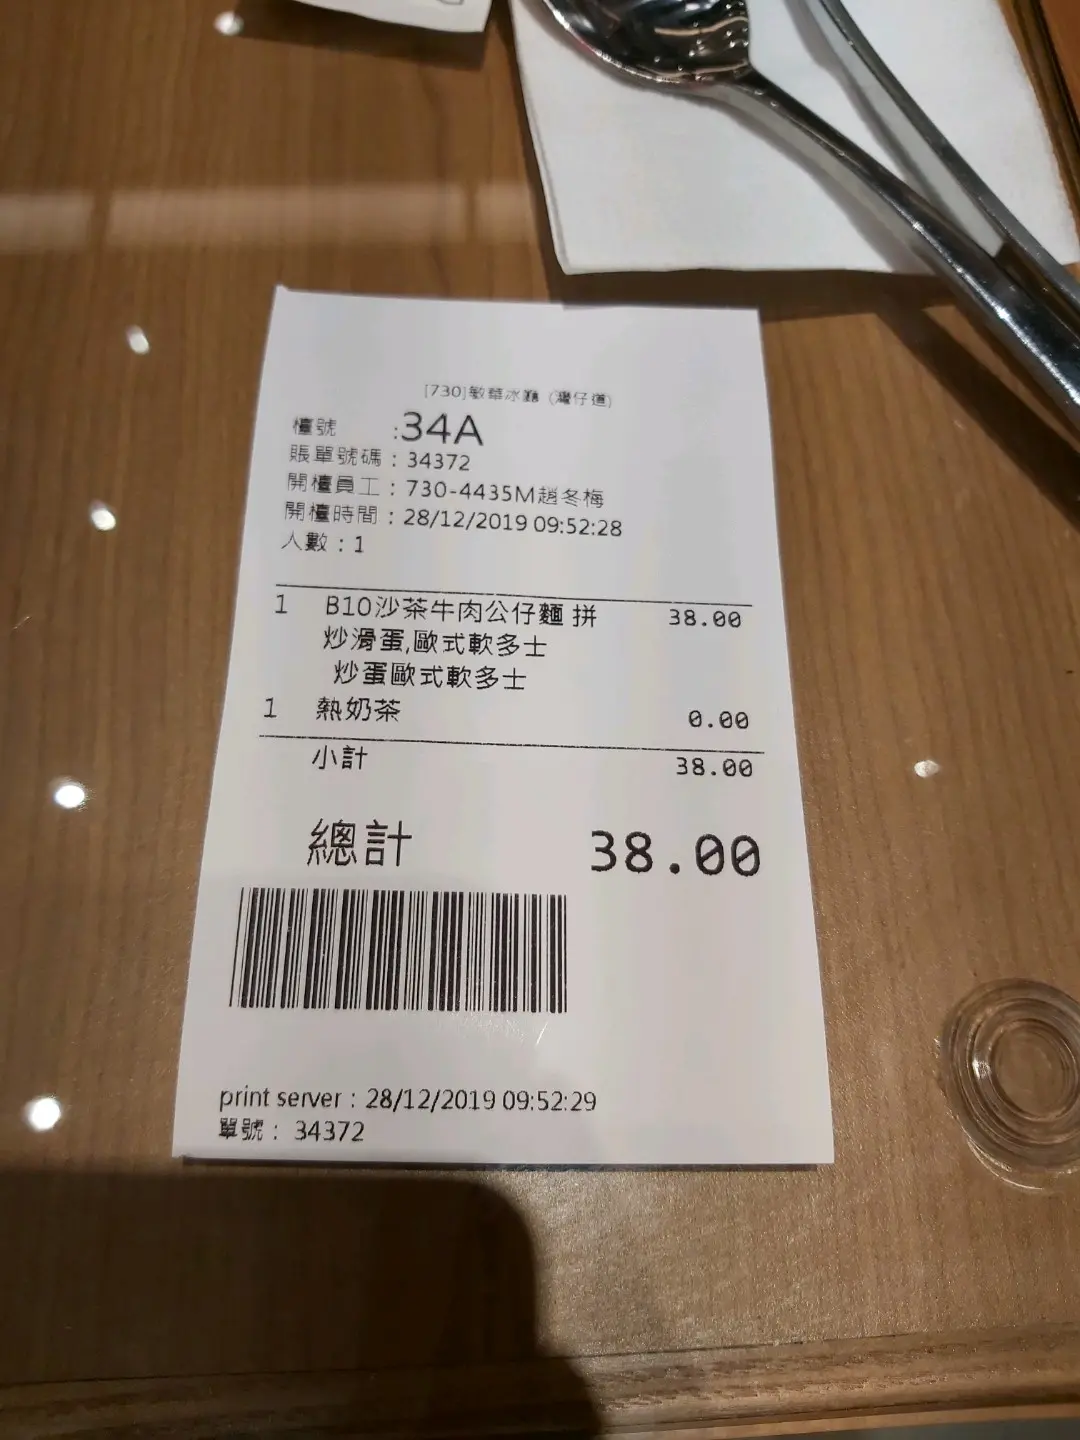 [730]敏華冰廳 (灣仔道)
檯號 :34A
賬單號碼 : 34372
開檯員工 : 730-4435M趙冬梅
開檯時間 : 28/12/2019 09:52:28
人數 : 1
1 B10沙茶牛肉公仔麵 拼 38.00
炒滑蛋,歐式軟多士
炒蛋歐式軟多士
1 熱奶茶 0.00
小計 38.00
總計 38.00
print server : 28/12/2019 09:52:29
單號 : 34372